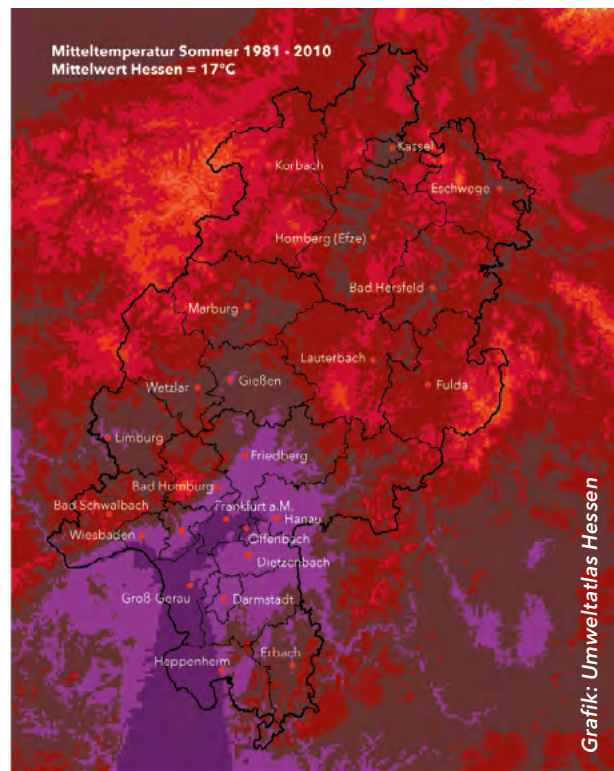 Mitteltemperatur Sommer 1981 - 2010
Mittelwert Hessen = 17°C
Kassel
Korbach
Eschwege
Homberg (Efze)
Bad Hersfeld
Marburg
Lauterbach
Gießen
Wetzlar
Fulda
Limburg
Friedberg
Bad Homburg
Bad Schwalbach
Frankfurt a.M.
Hanau
Wiesbaden
Offenbach
Dietzenbach
Groß Gerau
Darmstadt
Erbach
Heppenheim
Grafik: Umweltatlas Hessen